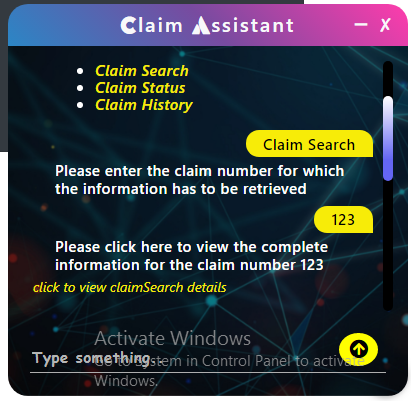 Claim Assistant
– X
Claim Search
Claim Status
Claim History
Claim Search
Please enter the claim number for which
the information has to be retrieved
123
Please click here to view the complete
information for the claim number 123
click to view claimSearch details
Activate Windows
Type something...
Go to System in Control Panel to activate
Windows.